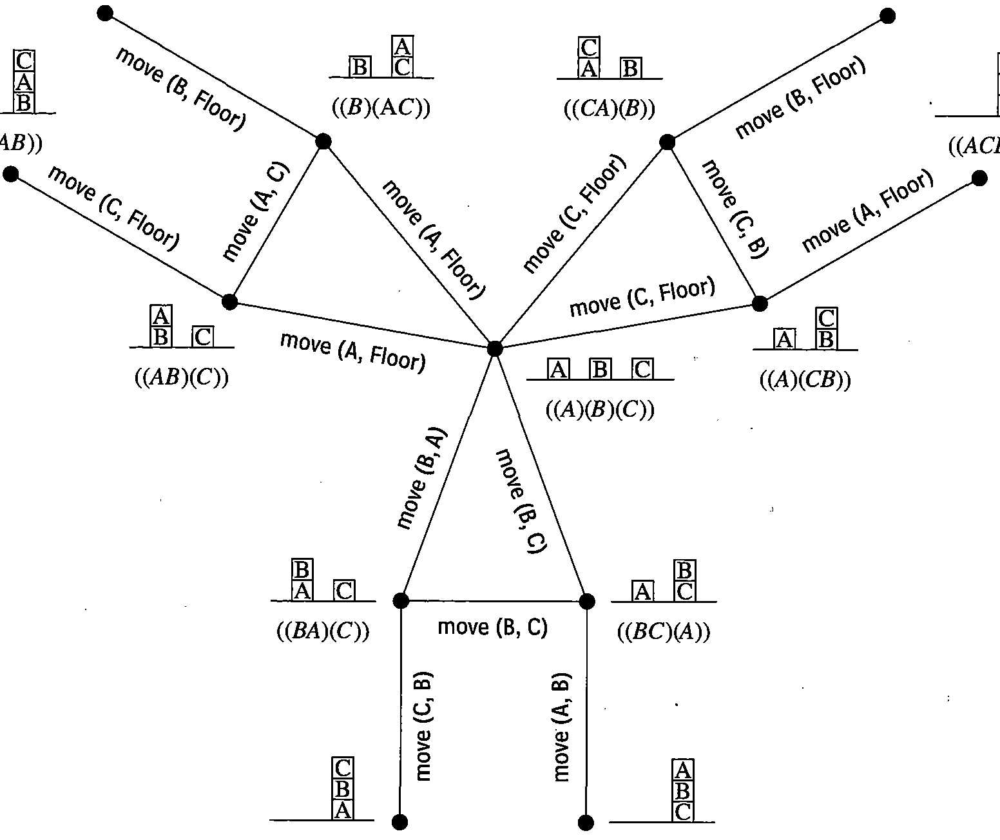 A
C
B
C
A
B
C
A
B
move (B, Floor)
move (B, Floor)
((B)(AC))
((CA)(B))
AB))
((ACB
move (C, Floor)
move (A, C)
move (A, Floor)
move (C, Floor)
move (C, B)
move (A, Floor)
move (C, Floor)
A
B
C
move (A, Floor)
C
A
B
((AB)(C))
A B C
((A)(CB))
((A)(B)(C))
move (B, A)
move (B, C)
B
A
C
B
A
C
((BA)(C))
move (B, C)
((BC)(A))
move (C, B)
move (A, B)
C
B
A
A
B
C